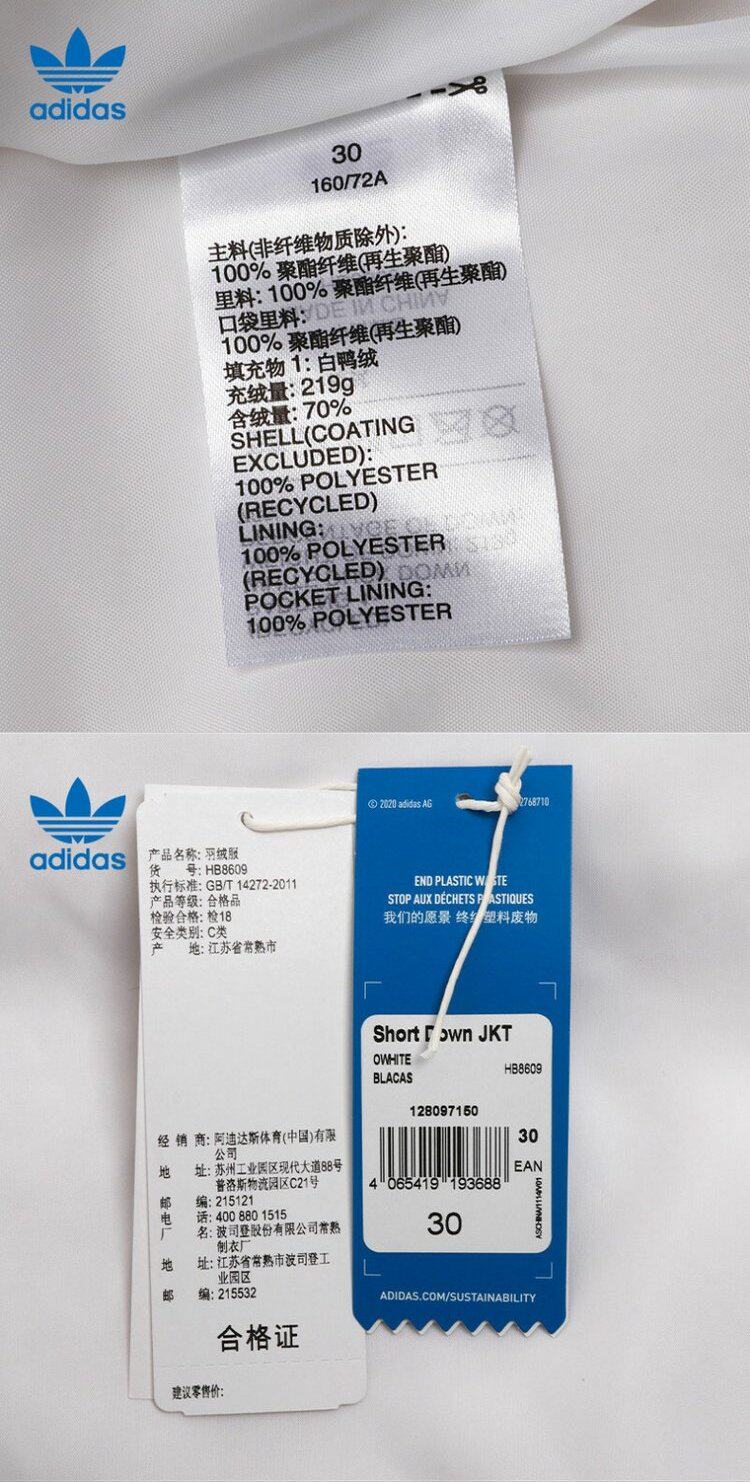 adidas
30
160/72A
主料(非纤维物质除外):
100% 聚酯纤维(再生聚酯)
里料: 100% 聚酯纤维(再生聚酯)
口袋里料:
100% 聚酯纤维(再生聚酯)
填充物 1: 白鸭绒
充绒量: 219g
含绒量: 70%
SHELL(COATING
EXCLUDED):
100% POLYESTER
(RECYCLED)
LINING:
100% POLYESTER
(RECYCLED)
POCKET LINING:
100% POLYESTER
adidas
产品名称: 羽绒服
货 号: HB8609
执行标准: GB/T 14272-2011
产品等级: 合格品
检验合格: 检18
安全类别: C类
产 地: 江苏省常熟市
经 销 商: 阿迪达斯体育(中国)有限
公司
地 址: 苏州工业园区现代大道88号
普洛斯物流园区C21号
邮 编: 215121
电 话: 400 880 1515
厂 名: 波司登股份有限公司常熟
制衣厂
地 址: 江苏省常熟市波司登工
业园区
邮 编: 215532
合格证
建议零售价:
© 2020 adidas AG
2768710
END PLASTIC WASTE
STOP AUX DÉCHETS PLASTIQUES
我们的愿景 终结塑料废物
Short Down JKT
OWHITE
BLACAS
HB8609
128097150
30
EAN
4 065419 193688
30
ADIDAS.COM/SUSTAINABILITY